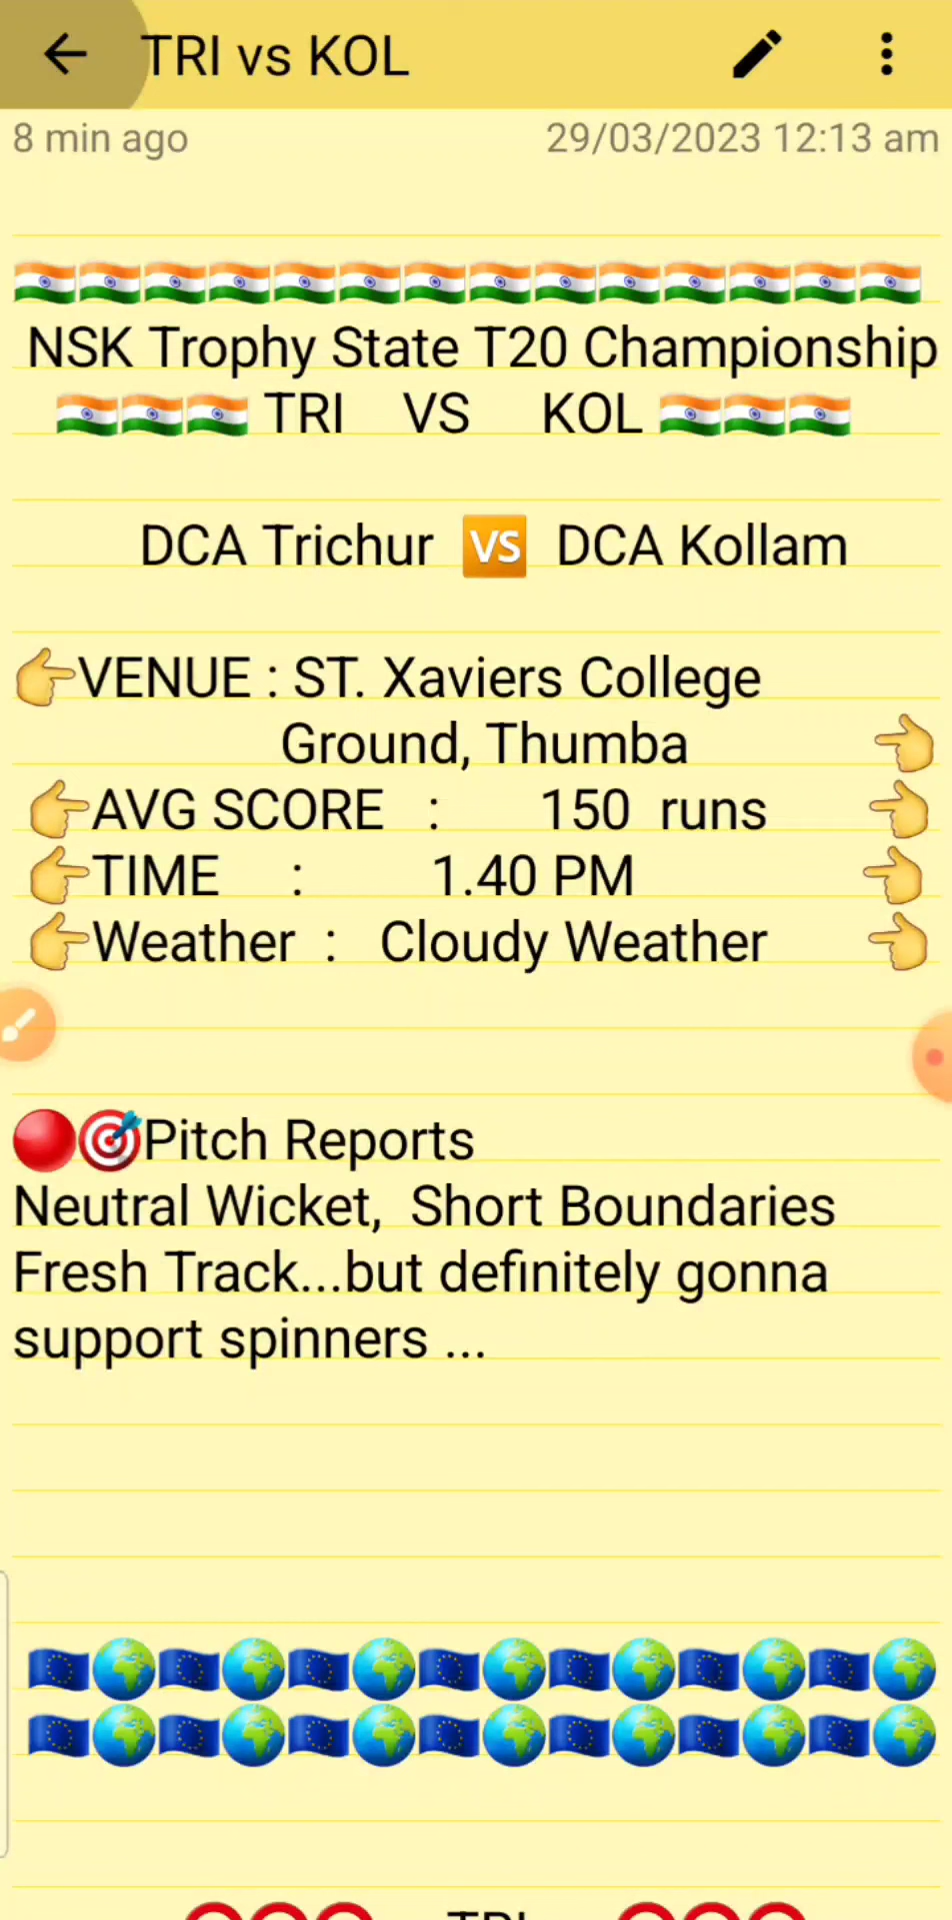 TRI vs KOL
8 min ago 29/03/2023 12:13 am
NSK Trophy State T20 Championship
TRI VS KOL
DCA Trichur VS DCA Kollam
VENUE : ST. Xaviers College
Ground, Thumba
AVG SCORE : 150 runs
TIME : 1.40 PM
Weather : Cloudy Weather
Pitch Reports
Neutral Wicket, Short Boundaries
Fresh Track...but definitely gonna
support spinners ...
TRI